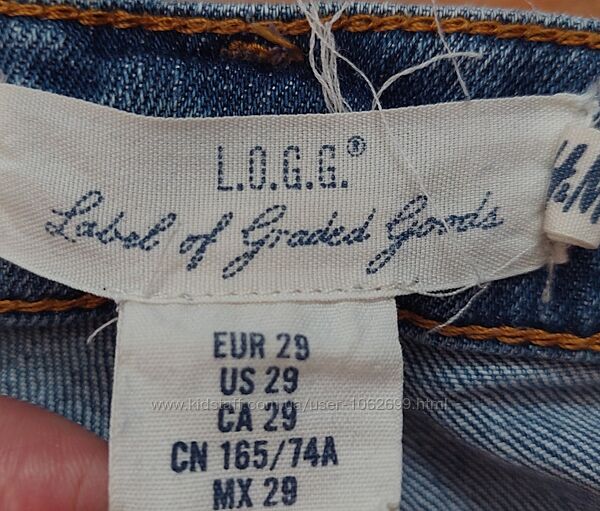 L.O.G.G.®
Label of Graded Goods
EUR 29
US 29
www.kidstaff.com.ua/user-1062699.html
CA 29
CN 165/74A
MX 29